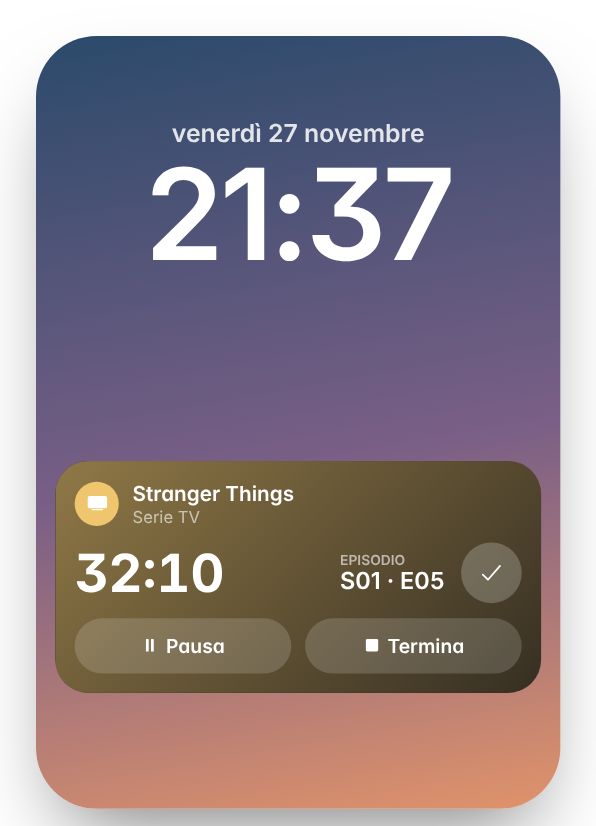 venerdì 27 novembre
21:37
Stranger Things
Serie TV
32:10
EPISODIO
S01 · E05
Pausa
Termina